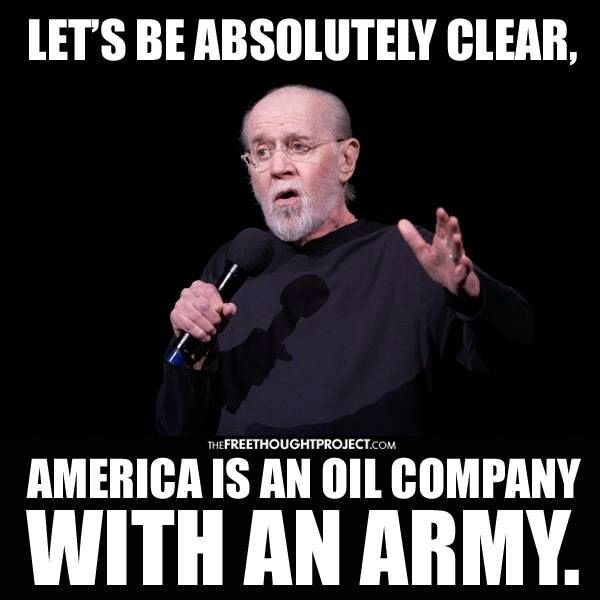 LET'S BE ABSOLUTELY CLEAR,
THEFREETHOUGHTPROJECT.COM
AMERICA IS AN OIL COMPANY
WITH AN ARMY.